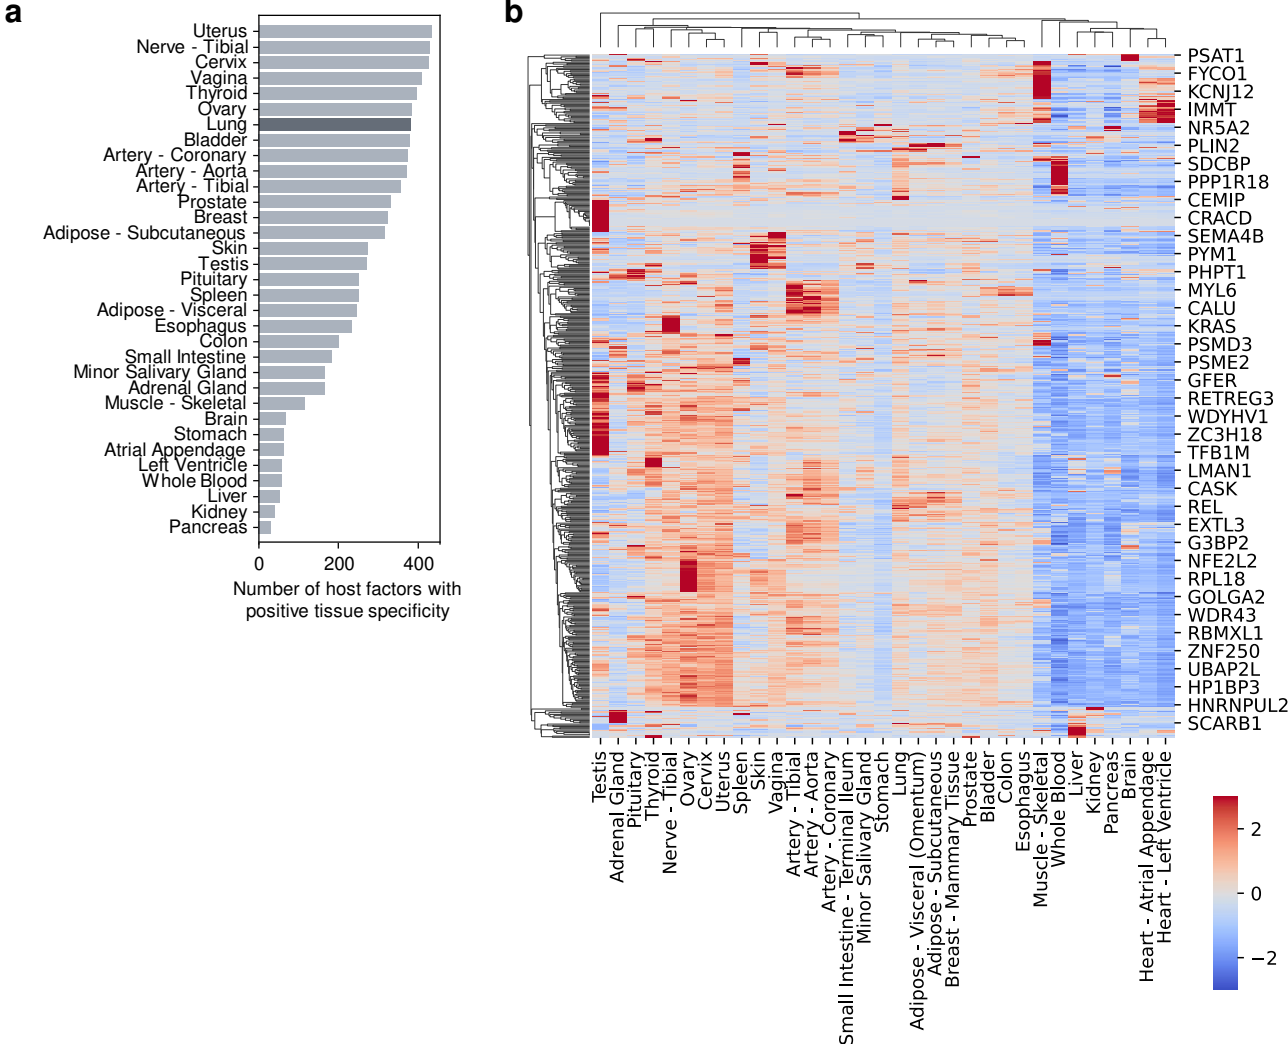 a
Uterus
Nerve - Tibial
Cervix
Vagina
Thyroid
Ovary
Lung
Bladder
Artery - Coronary
Artery - Aorta
Artery - Tibial
Prostate
Breast
Adipose - Subcutaneous
Skin
Testis
Pituitary
Spleen
Adipose - Visceral
Esophagus
Colon
Small Intestine
Minor Salivary Gland
Adrenal Gland
Muscle - Skeletal
Brain
Stomach
Atrial Appendage
Left Ventricle
Whole Blood
Liver
Kidney
Pancreas
0 200 400
Number of host factors with
positive tissue specificity
b
PSAT1
FYCO1
KCNJ12
IMMT
NR5A2
PLIN2
SDCBP
PPP1R18
CEMIP
CRACD
SEMA4B
PYM1
PHPT1
MYL6
CALU
KRAS
PSMD3
PSME2
GFER
RETREG3
WDYHV1
ZC3H18
TFB1M
LMAN1
CASK
REL
EXTL3
G3BP2
NFE2L2
RPL18
GOLGA2
WDR43
RBMXL1
ZNF250
UBAP2L
HP1BP3
HNRNPUL2
SCARB1
Testis
Adrenal Gland
Pituitary
Thyroid
Nerve - Tibial
Ovary
Cervix
Uterus
Spleen
Skin
Vagina
Artery - Tibial
Artery - Aorta
Artery - Coronary
Small Intestine - Terminal Ileum
Minor Salivary Gland
Stomach
Lung
Adipose - Visceral (Omentum)
Adipose - Subcutaneous
Breast - Mammary Tissue
Prostate
Bladder
Colon
Esophagus
Muscle - Skeletal
Whole Blood
Liver
Kidney
Pancreas
Brain
Heart - Atrial Appendage
Heart - Left Ventricle
2
0
−2